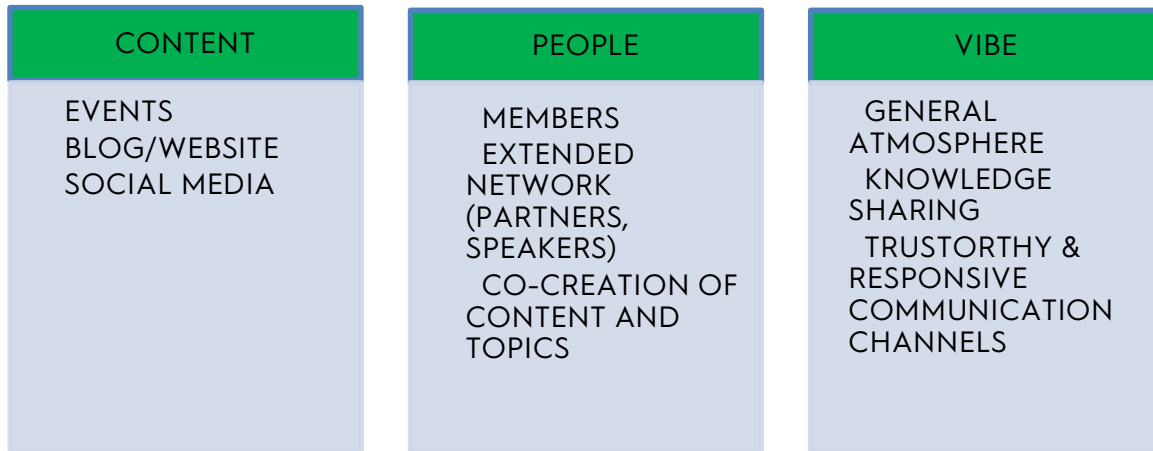 CONTENT
EVENTS
BLOG/WEBSITE
SOCIAL MEDIA
PEOPLE
MEMBERS
EXTENDED
NETWORK
(PARTNERS,
SPEAKERS)
CO-CREATION OF
CONTENT AND
TOPICS
VIBE
GENERAL
ATMOSPHERE
KNOWLEDGE
SHARING
TRUSTORTHY &
RESPONSIVE
COMMUNICATION
CHANNELS